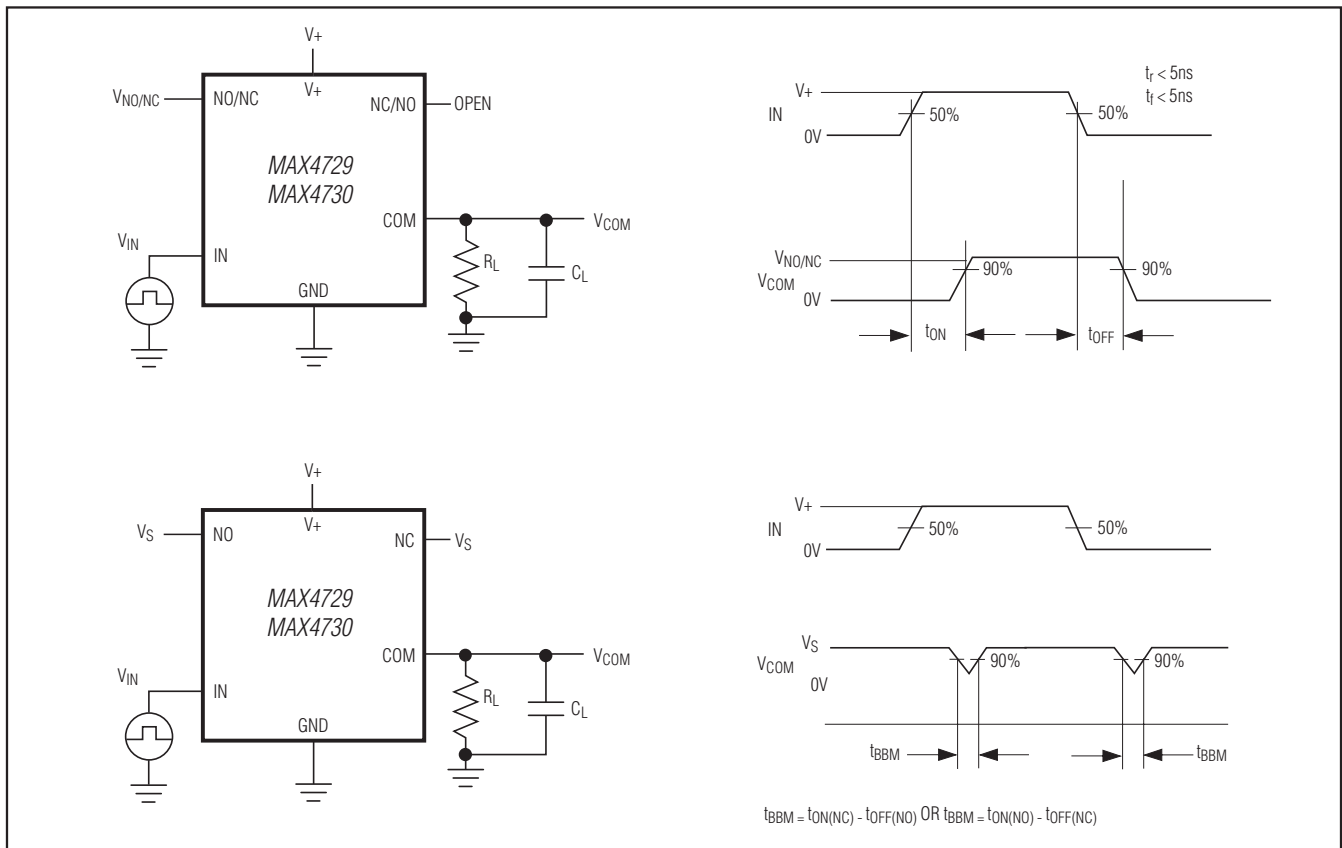 V+
V+
VNO/NC
NO/NC
NC/NO
OPEN
MAX4729
MAX4730
COM
VCOM
VIN
IN
RL
CL
GND
tr < 5ns
tf < 5ns
V+
IN
50%
50%
0V
VNO/NC
90%
90%
VCOM
0V
tON
tOFF
V+
V+
VS
NO
NC
VS
MAX4729
MAX4730
COM
VCOM
VIN
IN
RL
CL
GND
V+
IN
50%
50%
0V
VS
VCOM
90%
90%
0V
tBBM
tBBM
tBBM = tON(NC) - tOFF(NO) OR tBBM = tON(NO) - tOFF(NC)